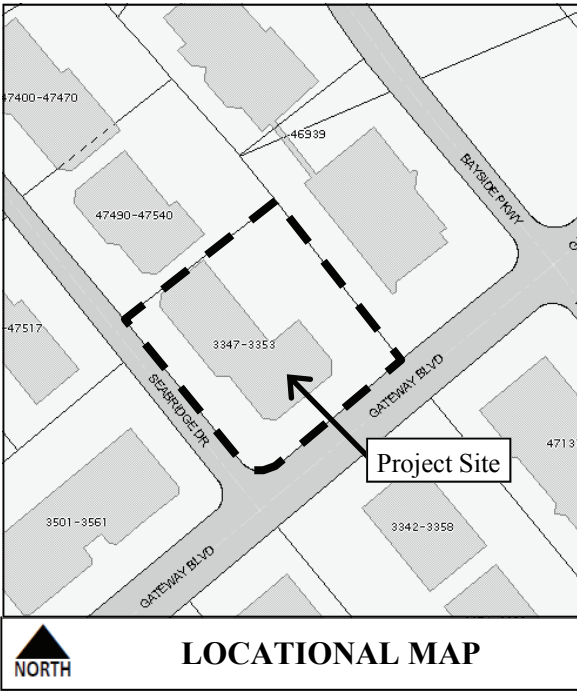 47400-47470
46939
BAYSIDE PKWY
47490-47540
47517
3347-3353
SEABRIDGE DR
GATEWAY BLVD
Project Site
4713
3501-3561
3342-3358
GATEWAY BLVD
NORTH
LOCATIONAL MAP